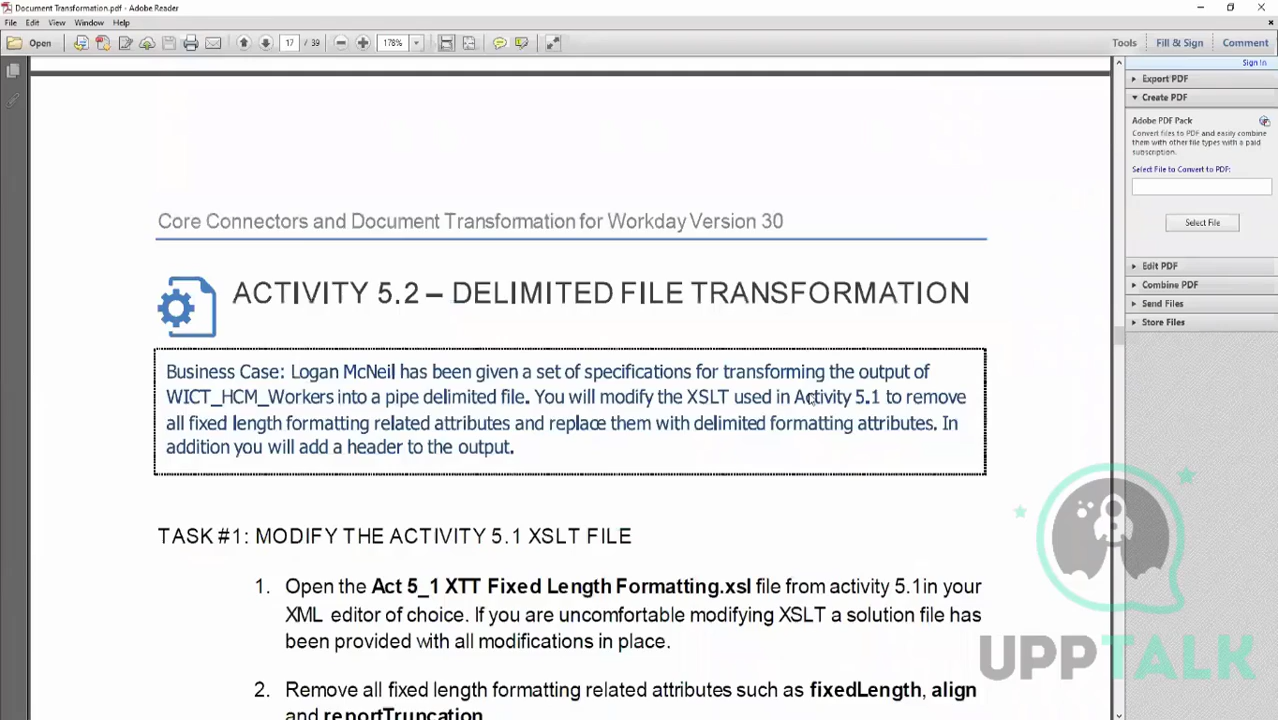 Document Transformation.pdf - Adobe Reader
File Edit View Window Help
Open 17 / 39 178% Tools Fill & Sign Comment
Sign In
Export PDF
Create PDF
Adobe PDF Pack
Convert files to PDF and easily combine
them with other file types with a paid
subscription.
Select File to Convert to PDF:
Select File
Edit PDF
Combine PDF
Send Files
Store Files
Core Connectors and Document Transformation for Workday Version 30
ACTIVITY 5.2 – DELIMITED FILE TRANSFORMATION
Business Case: Logan McNeil has been given a set of specifications for transforming the output of
WICT_HCM_Workers into a pipe delimited file. You will modify the XSLT used in Activity 5.1 to remove
all fixed length formatting related attributes and replace them with delimited formatting attributes. In
addition you will add a header to the output.
TASK #1: MODIFY THE ACTIVITY 5.1 XSLT FILE
1. Open the Act 5_1 XTT Fixed Length Formatting.xsl file from activity 5.1in your
XML editor of choice. If you are uncomfortable modifying XSLT a solution file has
been provided with all modifications in place.
2. Remove all fixed length formatting related attributes such as fixedLength, align
and reportTruncation.
UPPTALK